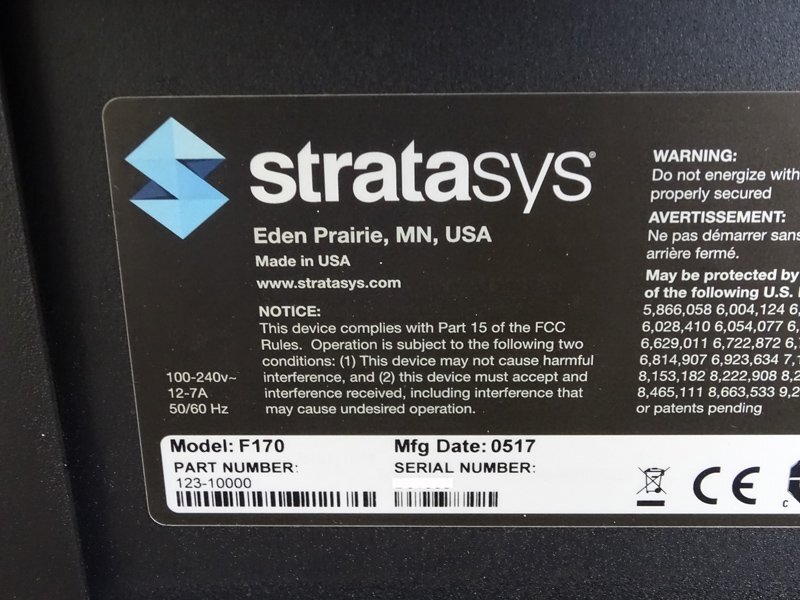 stratasys®
Eden Prairie, MN, USA
Made in USA
www.stratasys.com
NOTICE:
This device complies with Part 15 of the FCC
Rules. Operation is subject to the following two
conditions: (1) This device may not cause harmful
interference, and (2) this device must accept and
interference received, including interference that
may cause undesired operation.
100-240v~
12-7A
50/60 Hz
WARNING:
Do not energize with
properly secured
AVERTISSEMENT:
Ne pas démarrer sans
arrière fermé.
May be protected by
of the following U.S.
5,866,058 6,004,124
6,028,410 6,054,077
6,629,011 6,722,872
6,814,907 6,923,634
8,153,182 8,222,908
8,465,111 8,663,533
or patents pending
Model: F170
Mfg Date: 0517
PART NUMBER:
123-10000
SERIAL NUMBER:
CE